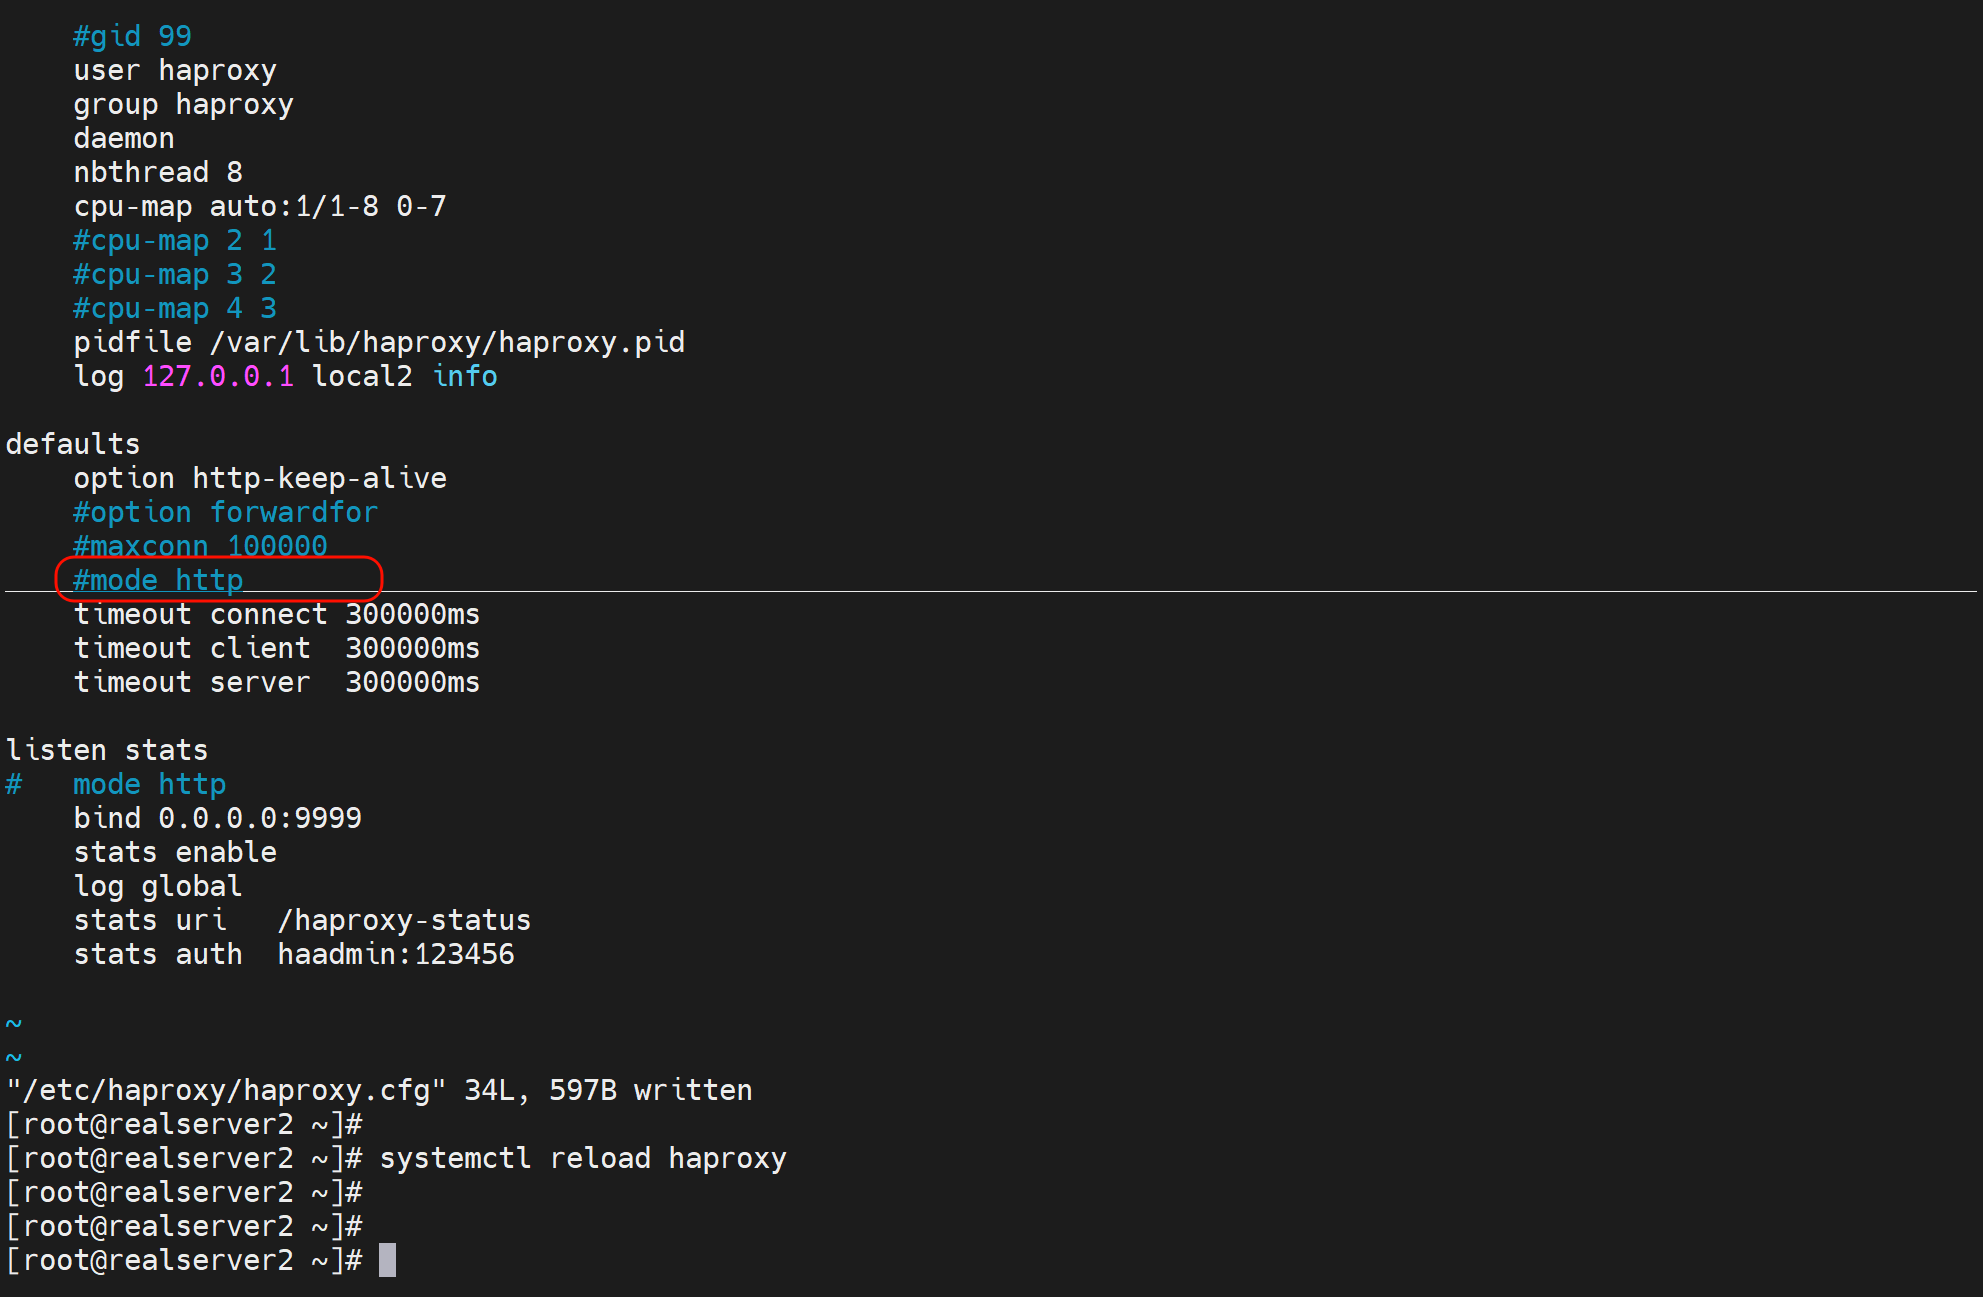 #gid 99
user haproxy
group haproxy
daemon
nbthread 8
cpu-map auto:1/1-8 0-7
#cpu-map 2 1
#cpu-map 3 2
#cpu-map 4 3
pidfile /var/lib/haproxy/haproxy.pid
log 127.0.0.1 local2 info
defaults
option http-keep-alive
#option forwardfor
#maxconn 100000
#mode http
timeout connect 300000ms
timeout client  300000ms
timeout server  300000ms
listen stats
#   mode http
bind 0.0.0.0:9999
stats enable
log global
stats uri   /haproxy-status
stats auth  haadmin:123456
~
~
"/etc/haproxy/haproxy.cfg" 34L, 597B written
[root@realserver2 ~]#
[root@realserver2 ~]# systemctl reload haproxy
[root@realserver2 ~]#
[root@realserver2 ~]#
[root@realserver2 ~]#